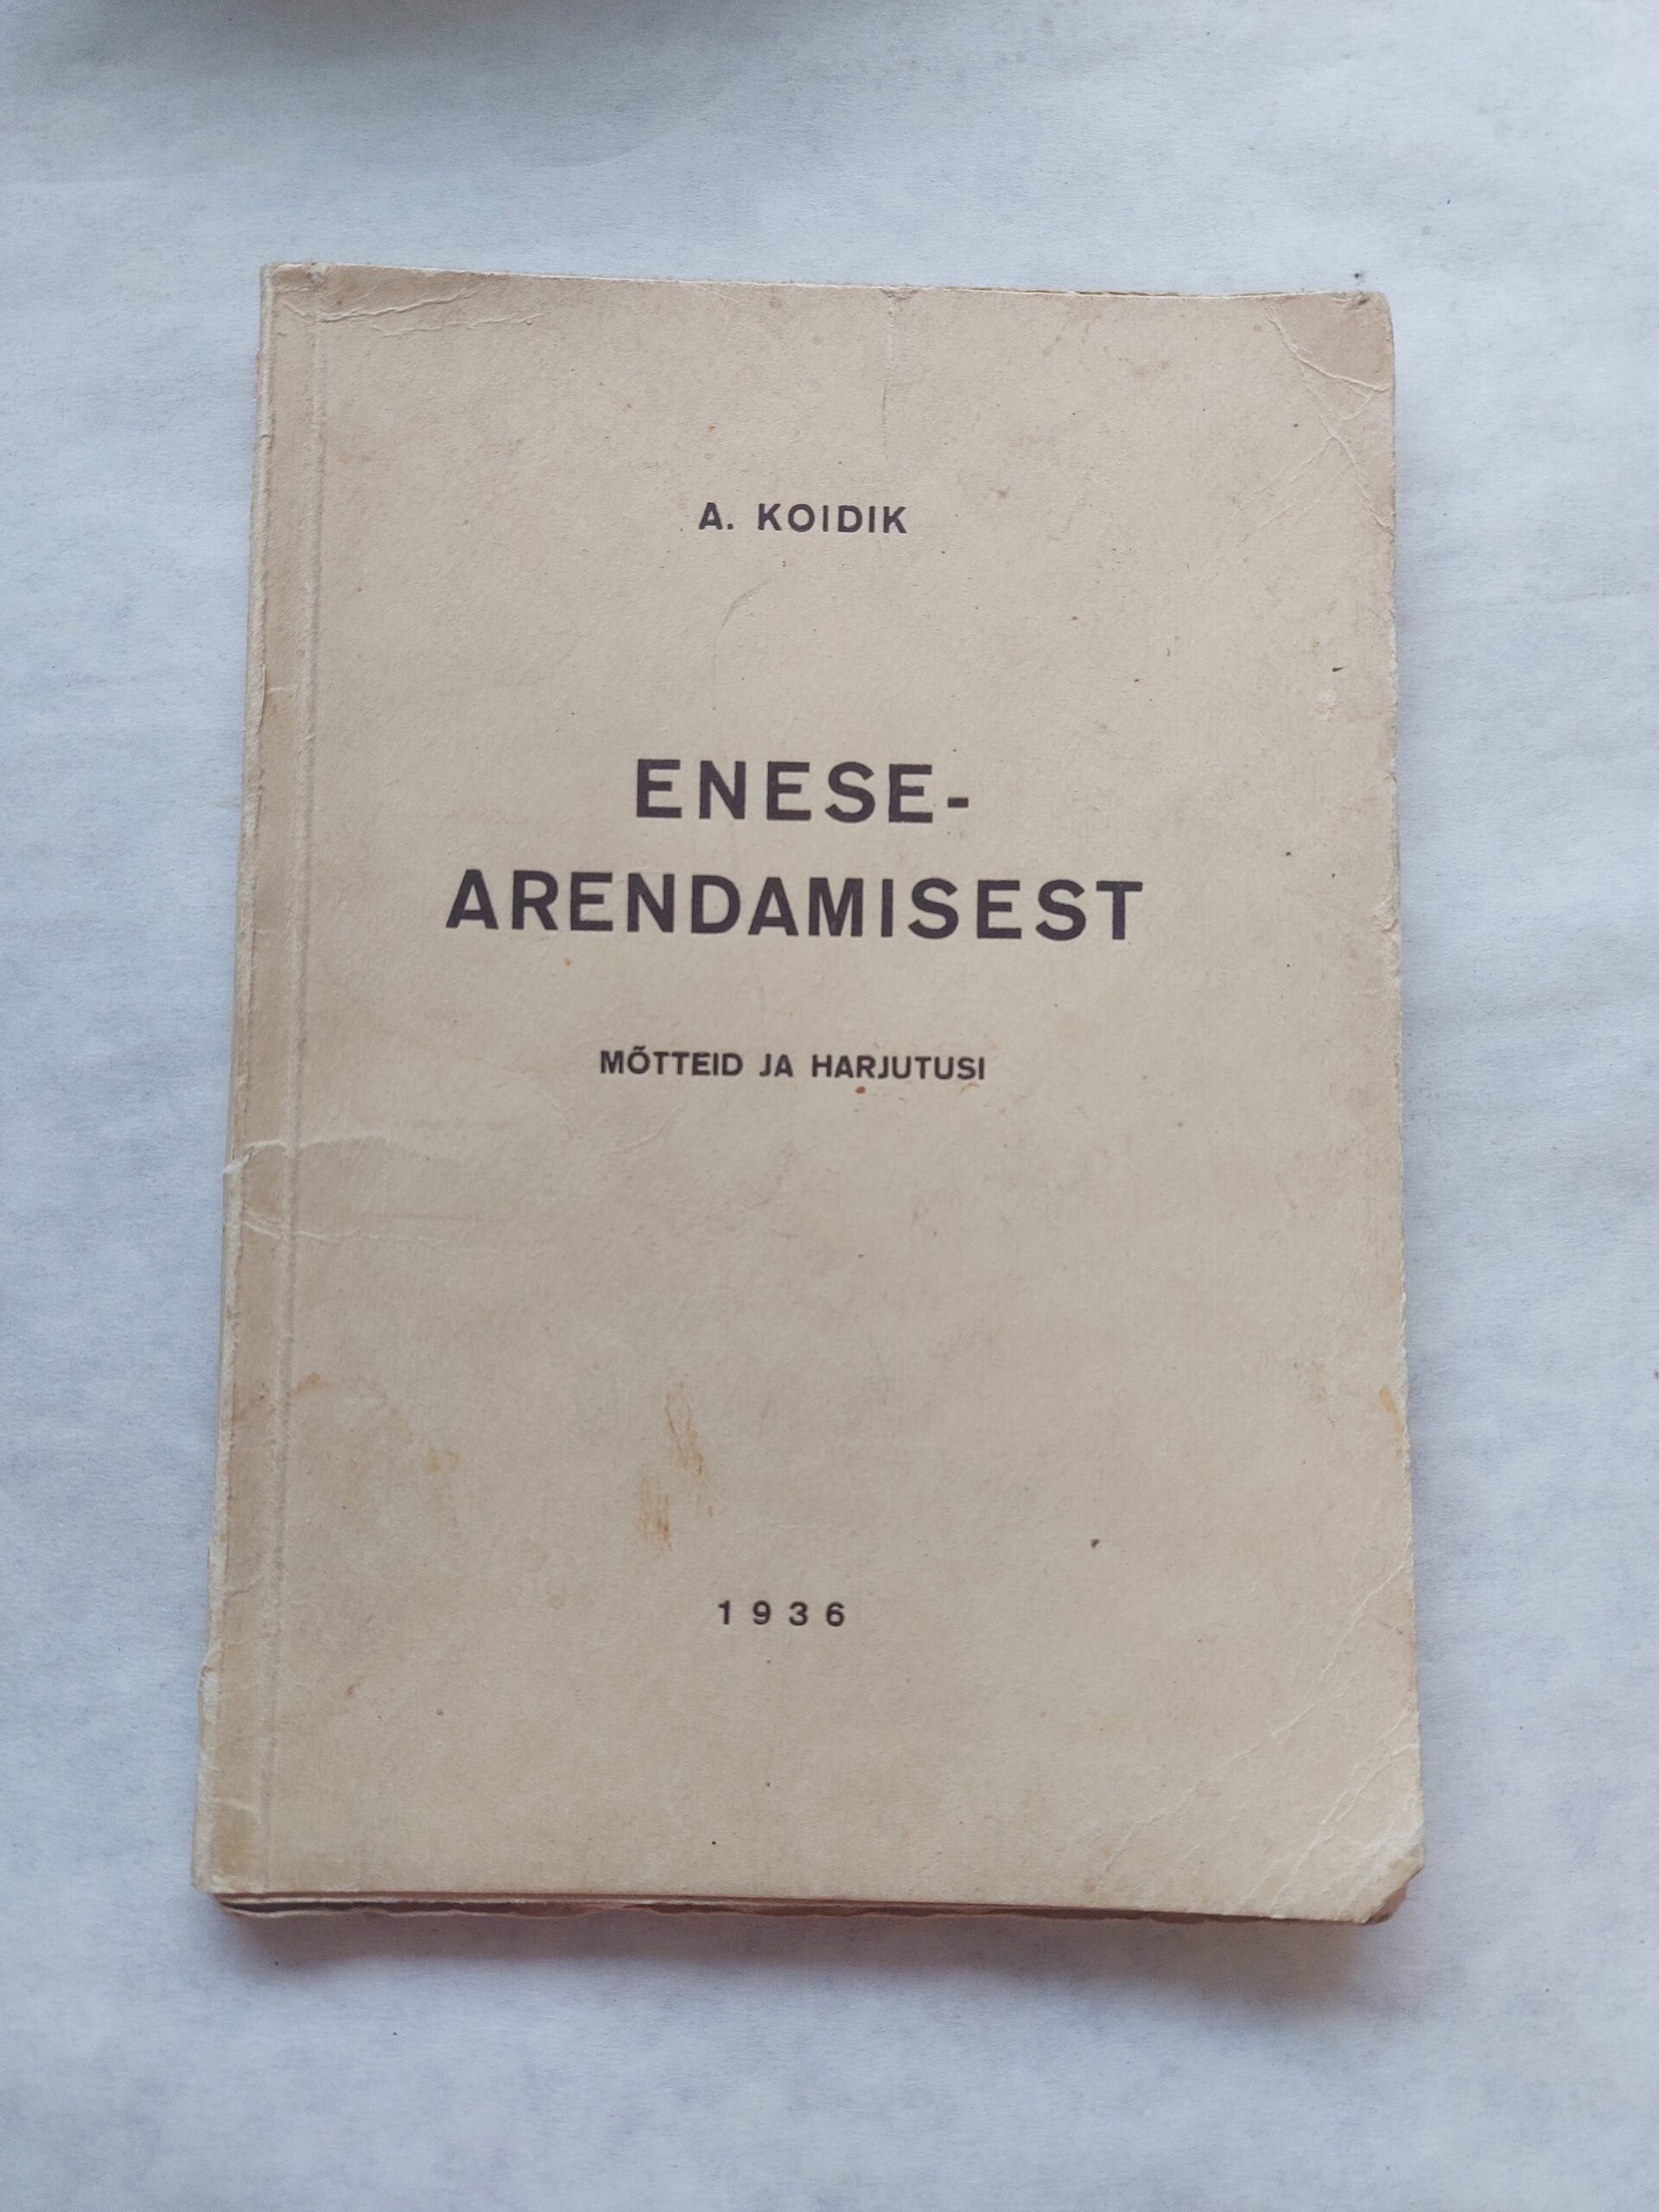 A. KOIDIK
ENESE-
ARENDAMISEST
MÕTTEID JA HARJUTUSI
1936